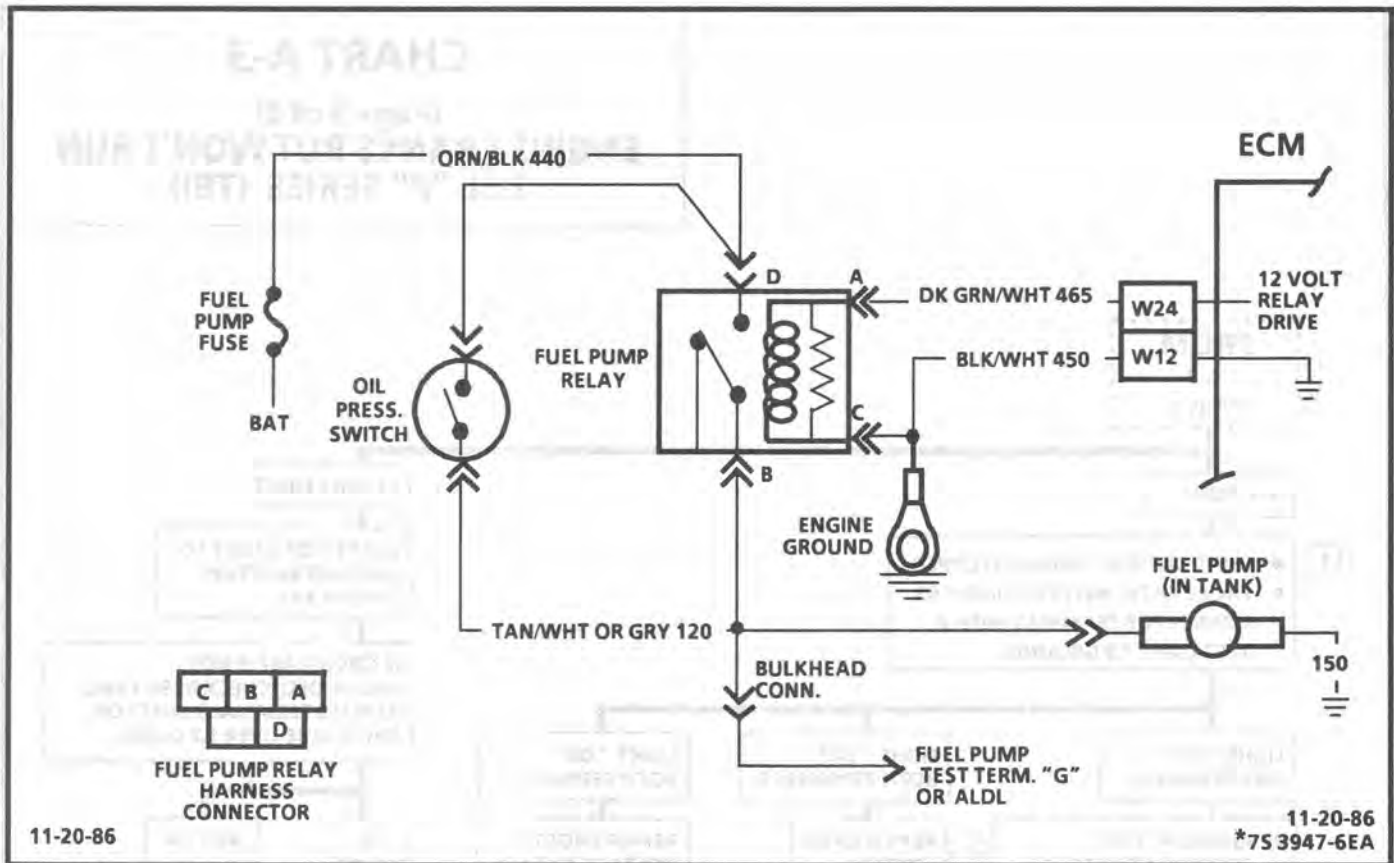 ORN/BLK 440
ECM
FUEL
PUMP
FUSE
BAT
OIL
PRESS.
SWITCH
FUEL PUMP
RELAY
D
A
C
B
DK GRN/WHT 465
BLK/WHT 450
W24
W12
12 VOLT
RELAY
DRIVE
ENGINE
GROUND
FUEL PUMP
(IN TANK)
150
TAN/WHT OR GRY 120
BULKHEAD
CONN.
FUEL PUMP
TEST TERM. "G"
OR ALDL
C B A
D
FUEL PUMP RELAY
HARNESS
CONNECTOR
11-20-86
11-20-86
*7S 3947-6EA